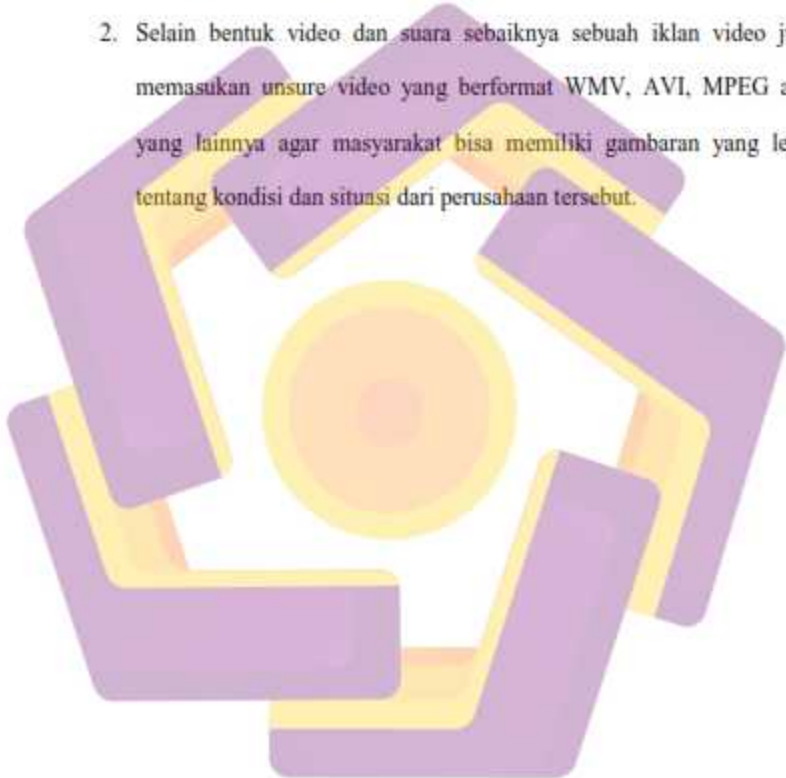 2. Selain bentuk video dan suara sebaiknya sebuah iklan video
memasukan unsure video yang berformat WMV, AVI, MPEG
yang lainnya agar masyarakat bisa memiliki gambaran yang
tentang kondisi dan situasi dari perusahaan tersebut.